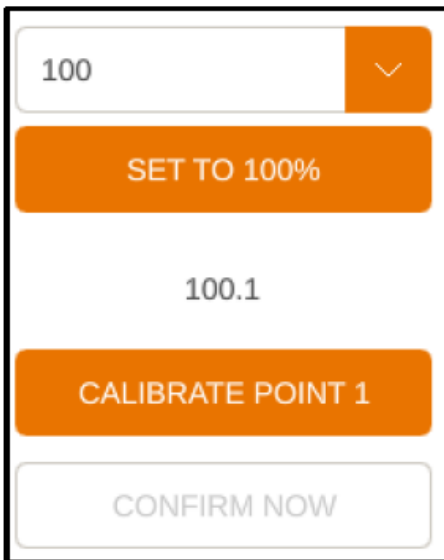 100
SET TO 100%
100.1
CALIBRATE POINT 1
CONFIRM NOW